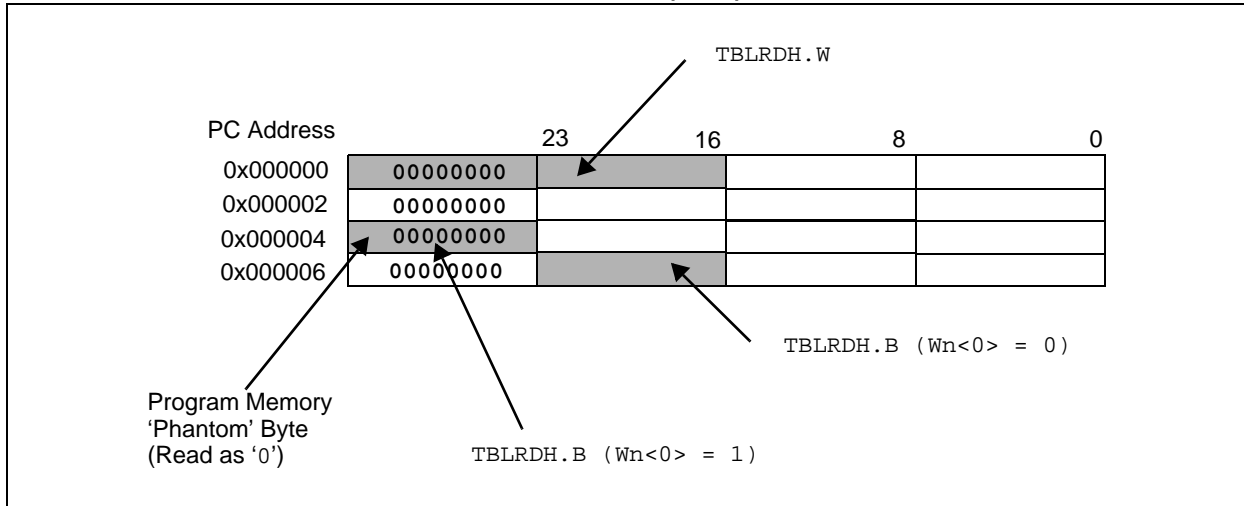 TBLRDH.W
PC Address
23 16 8 0
0x000000 00000000
0x000002 00000000
0x000004 00000000
0x000006 00000000
TBLRDH.B (Wn<0> = 0)
Program Memory
‘Phantom’ Byte
(Read as ‘0’)
TBLRDH.B (Wn<0> = 1)